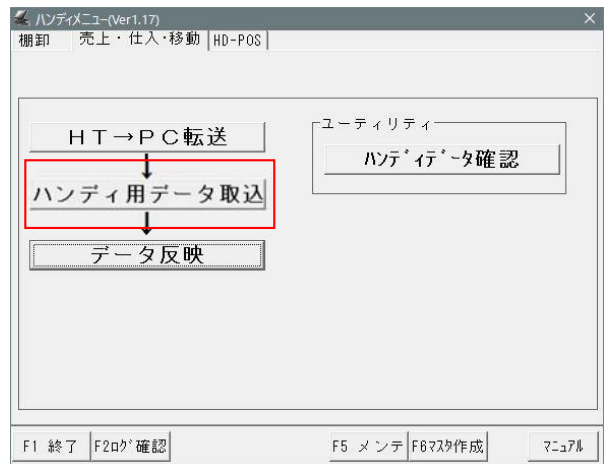 ハンディメニュー(Ver1.17)
棚卸 売上・仕入・移動 HD-POS
HT→PC転送
ユーティリティ
ﾊﾝﾃﾞｨﾃﾞｰﾀ確認
ハンディ用データ取込
データ反映
F1 終了 F2ﾛｸﾞ確認 F5 メンテ F6ﾏｽﾀ作成 ﾏﾆｭｱﾙ